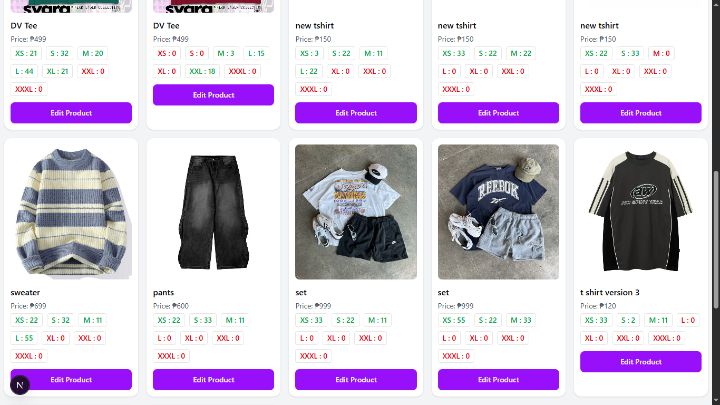 DV Tee
Price: ₱499
XS : 21 S : 32 M : 20
L : 44 XL : 21 XXL : 0
XXXL : 0
Edit Product
DV Tee
Price: ₱499
XS : 0 S : 0 M : 3 L : 15
XL : 0 XXL : 18 XXXL : 0
Edit Product
new tshirt
Price: ₱150
XS : 3 S : 22 M : 11
L : 22 XL : 0 XXL : 0
XXXL : 0
Edit Product
new tshirt
Price: ₱150
XS : 33 S : 22 M : 22
L : 0 XL : 0 XXL : 0
XXXL : 0
Edit Product
new tshirt
Price: ₱150
XS : 22 S : 33 M : 0
L : 0 XL : 0 XXL : 0
XXXL : 0
Edit Product
sweater
Price: ₱699
XS : 22 S : 32 M : 11
L : 55 XL : 0 XXL : 0
XXXL : 0
Edit Product
pants
Price: ₱600
XS : 22 S : 33 M : 11
L : 0 XL : 0 XXL : 0
XXXL : 0
Edit Product
set
Price: ₱999
XS : 33 S : 22 M : 11
L : 0 XL : 0 XXL : 0
XXXL : 0
Edit Product
REEBOK
set
Price: ₱999
XS : 55 S : 22 M : 33
L : 0 XL : 0 XXL : 0
XXXL : 0
Edit Product
t shirt version 3
Price: ₱120
XS : 33 S : 2 M : 11 L : 0
XL : 0 XXL : 0 XXXL : 0
Edit Product
N